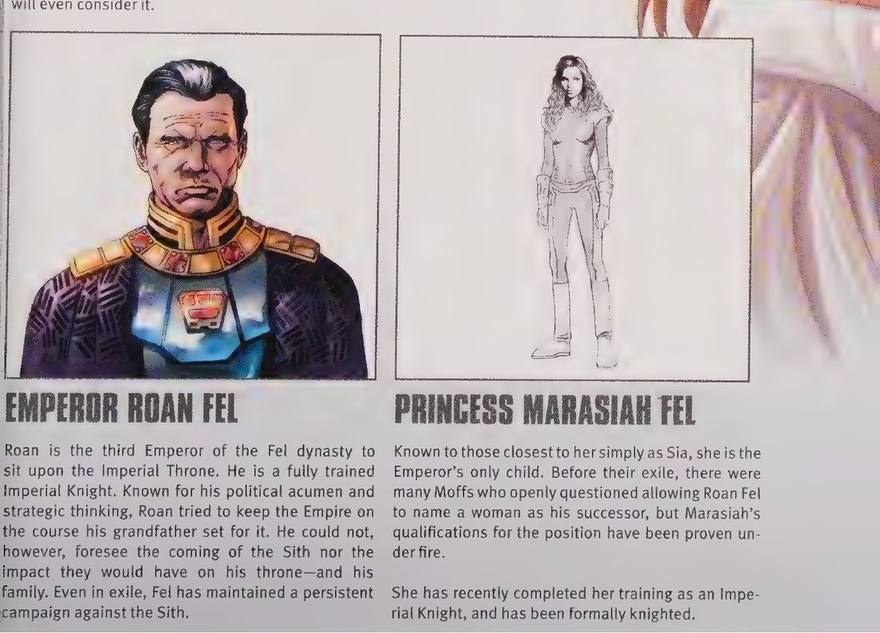 will even consider it.
EMPEROR ROAN FEL
Roan is the third Emperor of the Fel dynasty to
sit upon the Imperial Throne. He is a fully trained
Imperial Knight. Known for his political acumen and
strategic thinking, Roan tried to keep the Empire on
the course his grandfather set for it. He could not,
however, foresee the coming of the Sith nor the
impact they would have on his throne—and his
family. Even in exile, Fel has maintained a persistent
campaign against the Sith.
PRINCESS MARASIAH FEL
Known to those closest to her simply as Sia, she is the
Emperor's only child. Before their exile, there were
many Moffs who openly questioned allowing Roan Fel
to name a woman as his successor, but Marasiah's
qualifications for the position have been proven un-
der fire.
She has recently completed her training as an Impe-
rial Knight, and has been formally knighted.